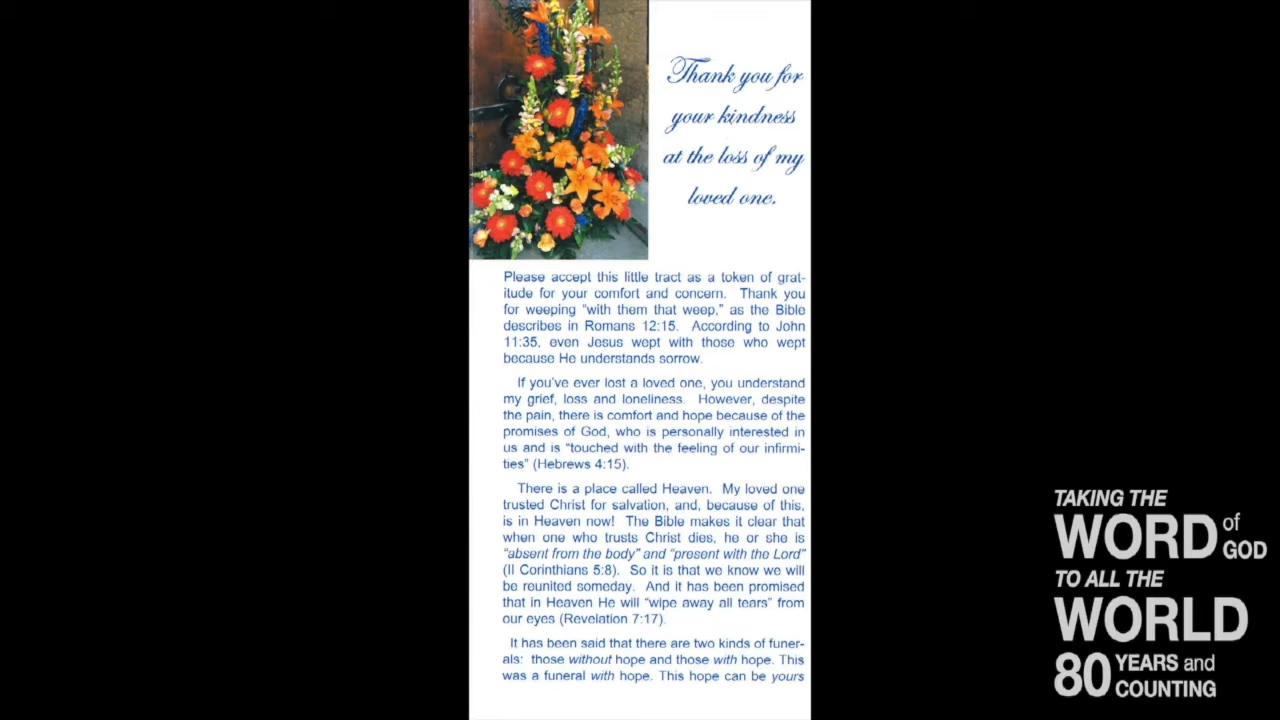 Thank you for
your kindness
at the loss of my
loved one.
Please accept this little tract as a token of grat-
itude for your comfort and concern. Thank you
for weeping “with them that weep,” as the Bible
describes in Romans 12:15. According to John
11:35, even Jesus wept with those who wept
because He understands sorrow.
If you’ve ever lost a loved one, you understand
my grief, loss and loneliness. However, despite
the pain, there is comfort and hope because of the
promises of God, who is personally interested in
us and is “touched with the feeling of our infirmi-
ties” (Hebrews 4:15).
There is a place called Heaven. My loved one
trusted Christ for salvation, and, because of this,
is in Heaven now! The Bible makes it clear that
when one who trusts Christ dies, he or she is
“absent from the body” and “present with the Lord”
(II Corinthians 5:8). So it is that we know we will
be reunited someday. And it has been promised
that in Heaven He will “wipe away all tears” from
our eyes (Revelation 7:17).
It has been said that there are two kinds of funer-
als: those without hope and those with hope. This
was a funeral with hope. This hope can be yours
TAKING THE
WORD of GOD
TO ALL THE
WORLD
80 YEARS and
COUNTING